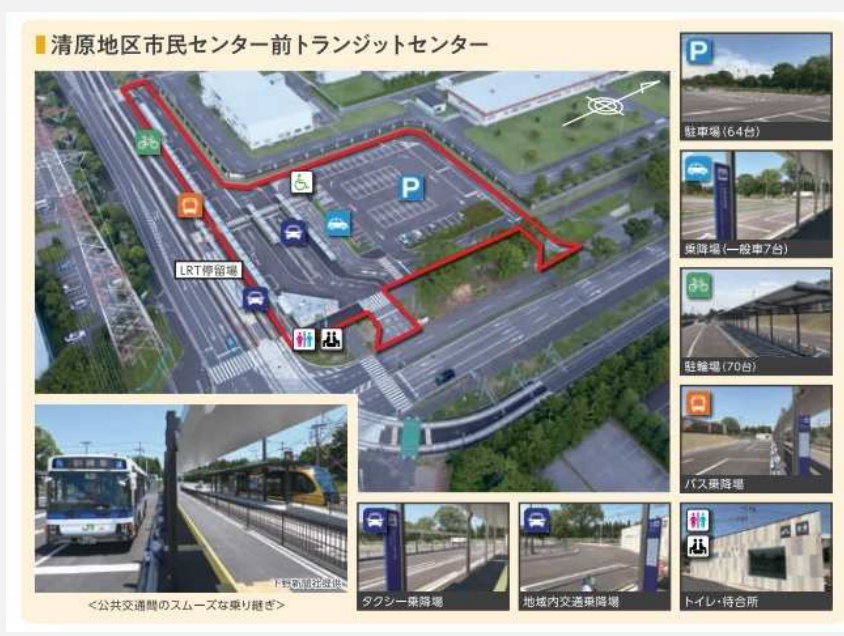 清原地区市民センター前トランジットセンター
P
駐車場(64台)
P
乗降場(一般車7台)
LRT停留場
駐輪場(70台)
バス乗降場
下野新聞社提供
タクシー乗降場
地域内交通乗降場
トイレ・待合所
<公共交通間のスムーズな乗り継ぎ>